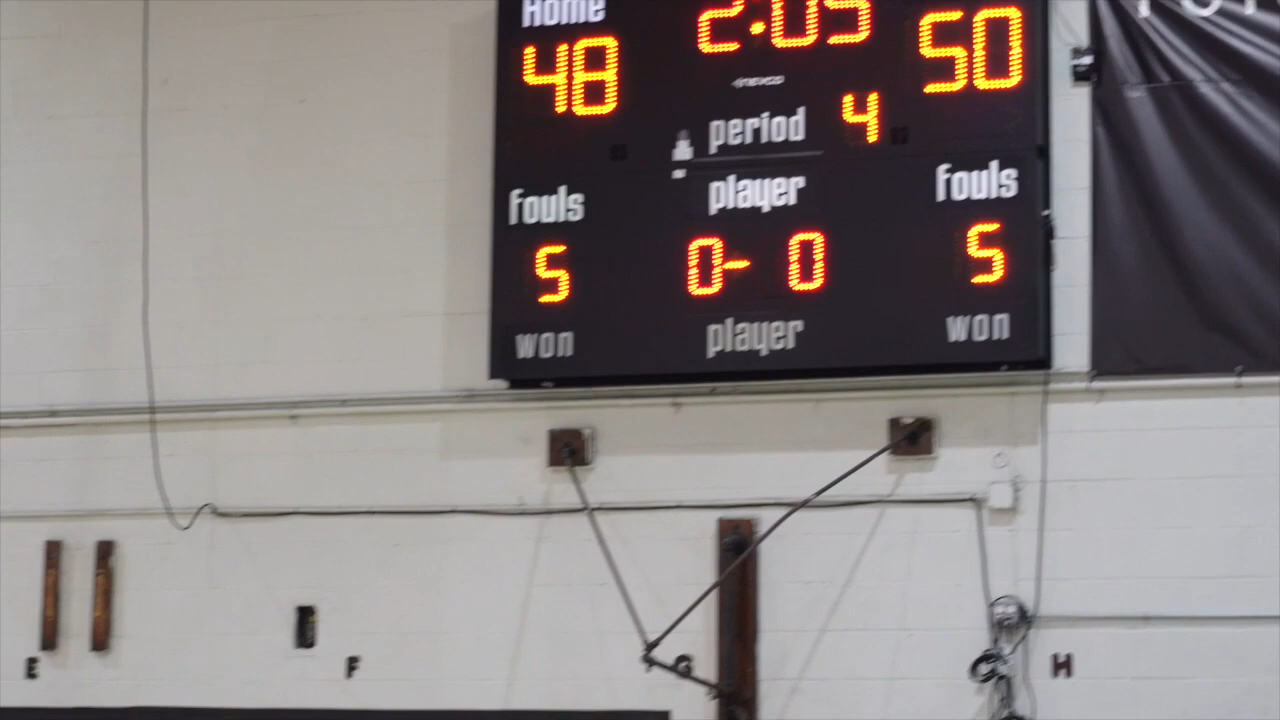 Home 2:05
48 50
period 4
fouls player fouls
5 0- 0 5
won player won
E F G H